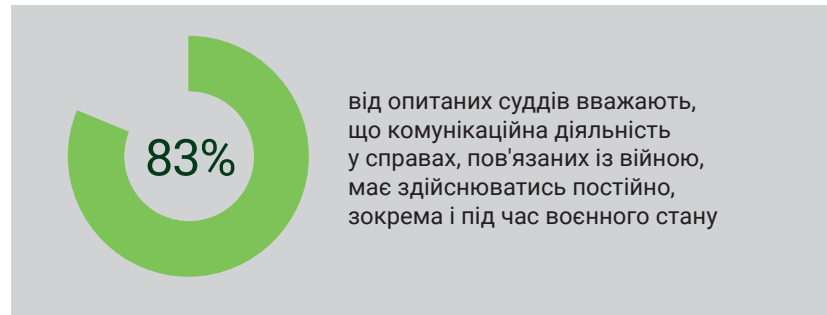 83%
від опитаних суддів вважають,
що комунікаційна діяльність
у справах, пов'язаних із війною,
має здійснюватись постійно,
зокрема і під час воєнного стану